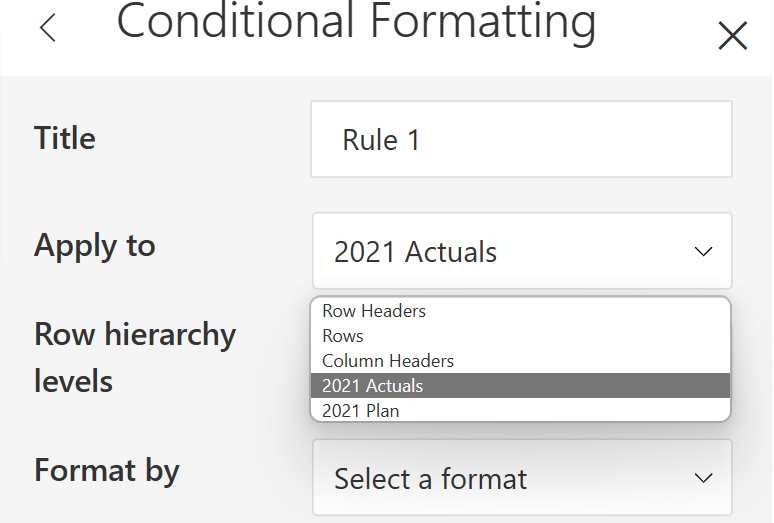 Conditional Formatting
Title
Rule 1
Apply to
2021 Actuals
Row hierarchy
levels
Row Headers
Rows
Column Headers
2021 Actuals
2021 Plan
Format by
Select a format